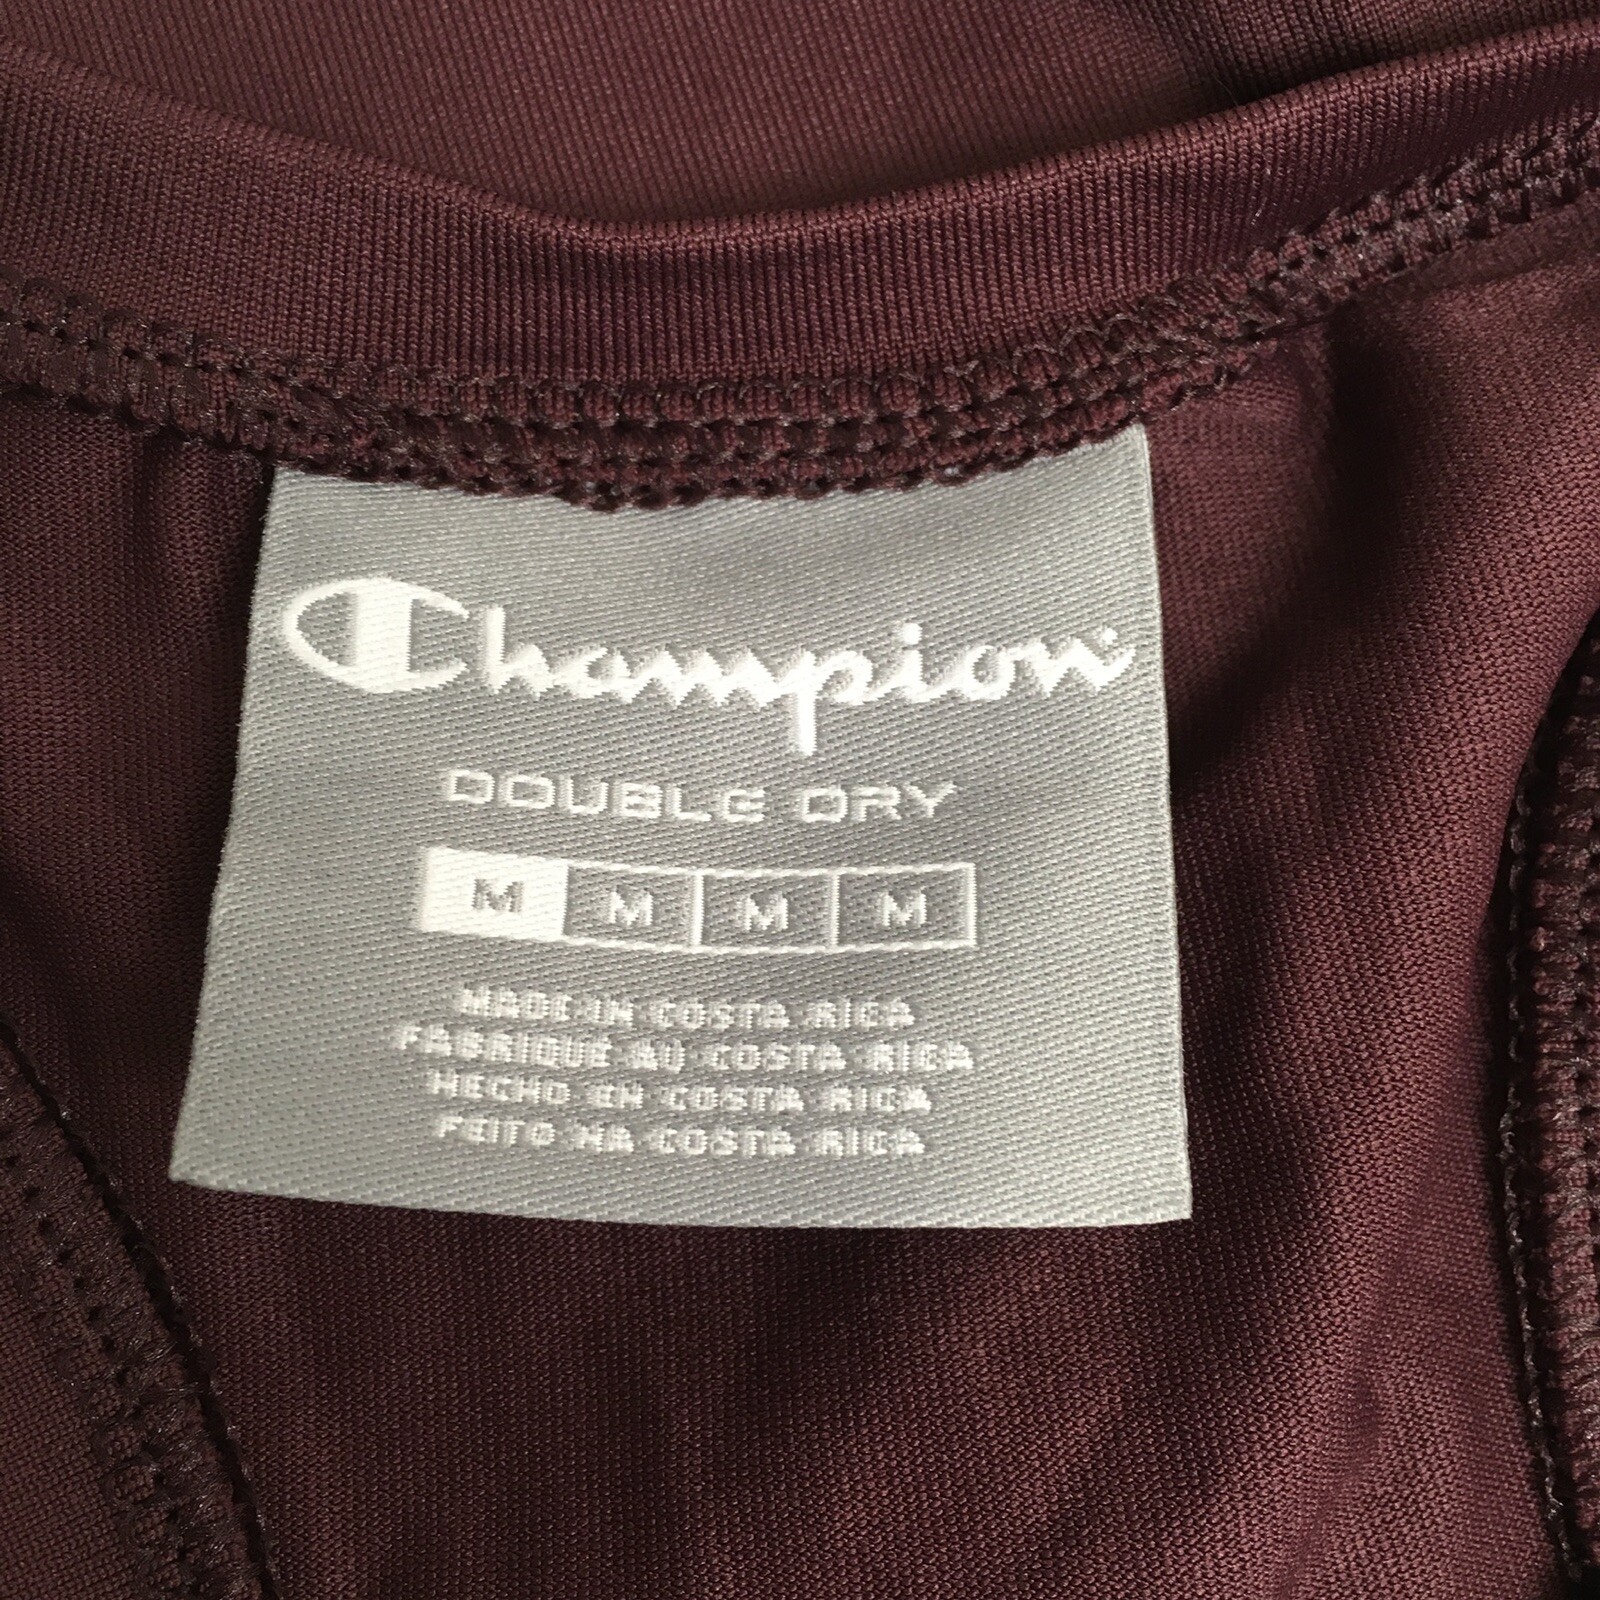 Champion
DOUBLE DRY
M M M M
MADE IN COSTA RICA
FABRIQUÉ AU COSTA RICA
HECHO EN COSTA RICA
FEITO NA COSTA RICA